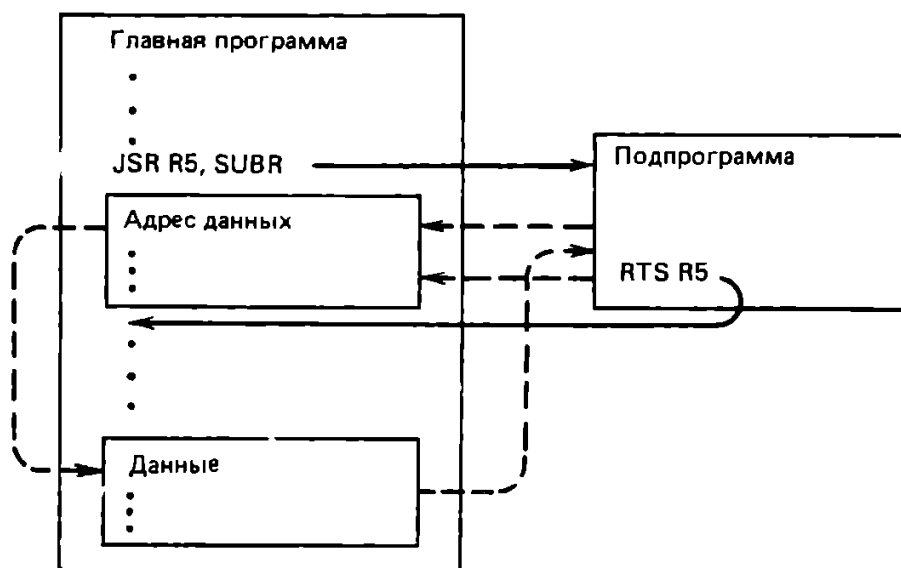 Главная программа
JSR R5, SUBR
Подпрограмма
Адрес данных
RTS R5
Данные